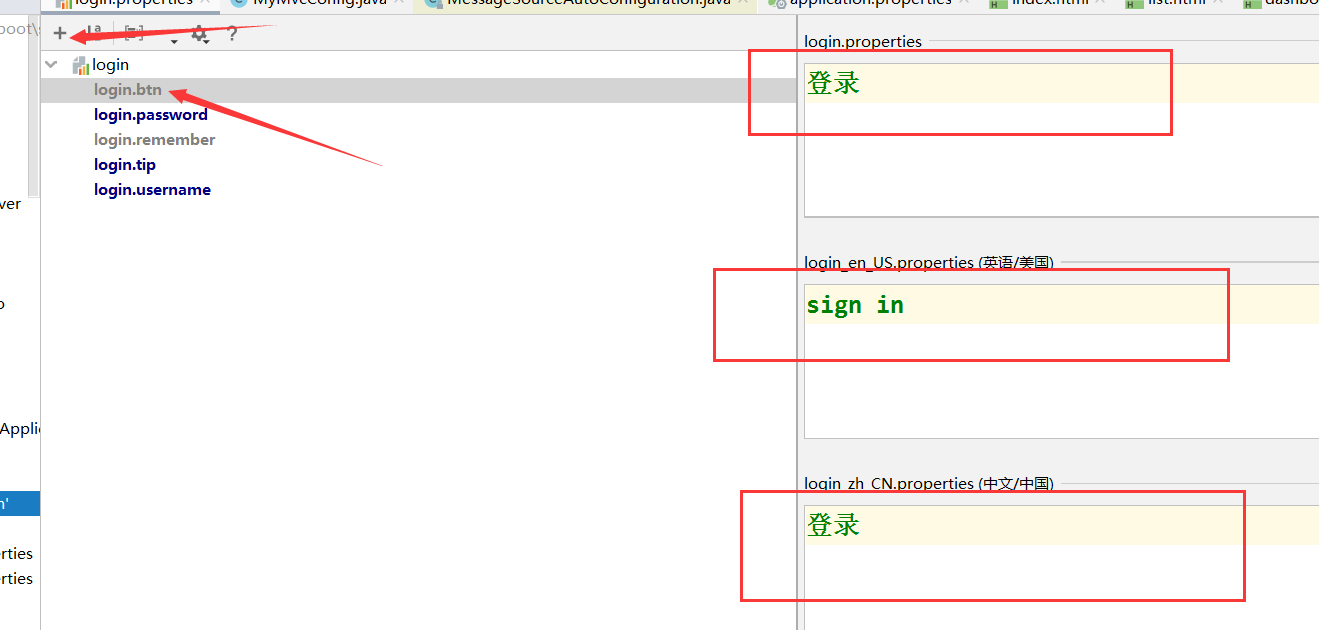 login.properties
MyMvcConfig.java
MessageSourceAutoConfiguration.java
application.properties
index.html
list.html
dashbo
boot\
ver
Appli
n'
erties
erties
?
login
login.btn
login.password
login.remember
login.tip
login.username
login.properties
登录
login_en_US.properties (英语/美国)
sign in
login_zh_CN.properties (中文/中国)
登录